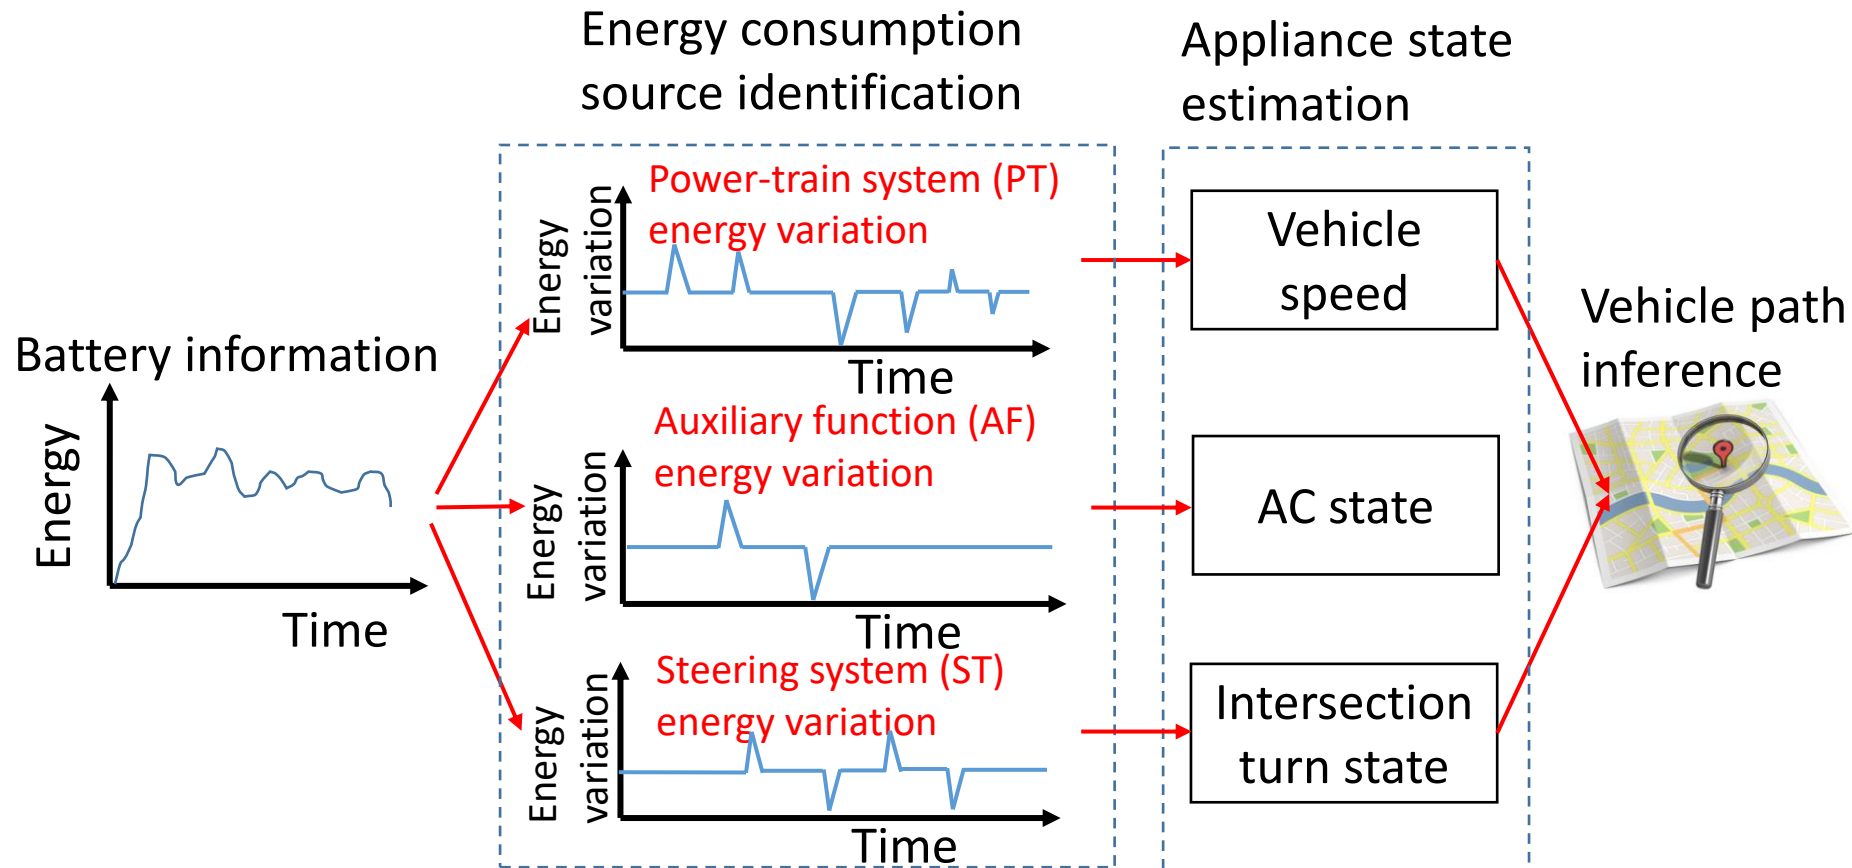 Energy consumption
source identification
Appliance state
estimation
Battery information
Energy
Time
Power-train system (PT)
energy variation
Energy
variation
Time
Auxiliary function (AF)
energy variation
Energy
variation
Time
Steering system (ST)
energy variation
Energy
variation
Time
Vehicle
speed
AC state
Intersection
turn state
Vehicle path
inference